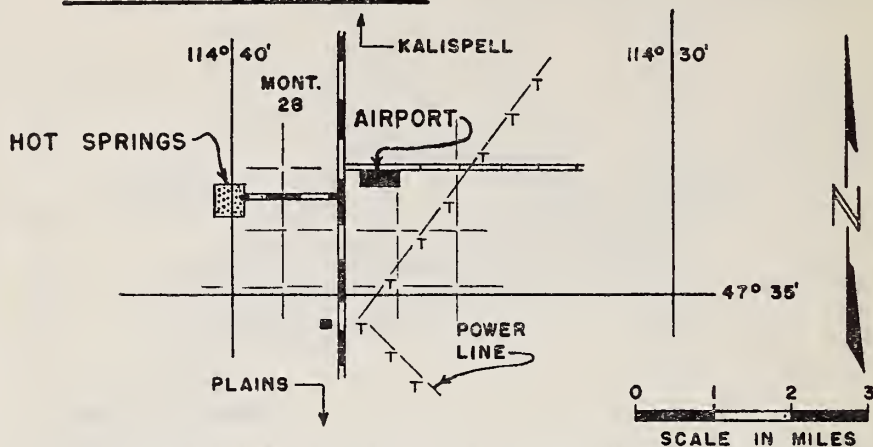 KALISPELL
114° 40'
114° 30'
MONT.
28
AIRPORT
HOT SPRINGS
T
T
T
T
T
T
N
47° 35'
T
T
T
POWER
LINE
PLAINS
0 1 2 3
SCALE IN MILES